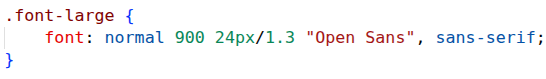 .font-large {
    font: normal 900 24px/1.3 "Open Sans", sans-serif;
}